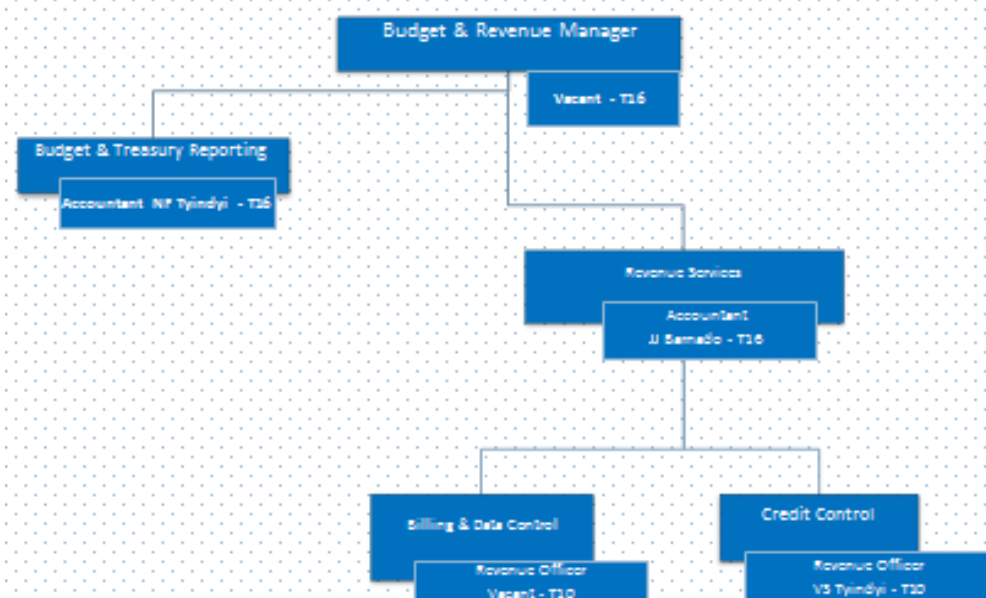 Budget & Revenue Manager
Vacant - T16
Budget & Treasury Reporting
Accountant NF Tyindyi - T16
Revenue Services
Accountant
JJ Barnado - T16
Billing & Data Control
Revenue Officer
Vacant - T10
Credit Control
Revenue Officer
VS Tyindyi - T10